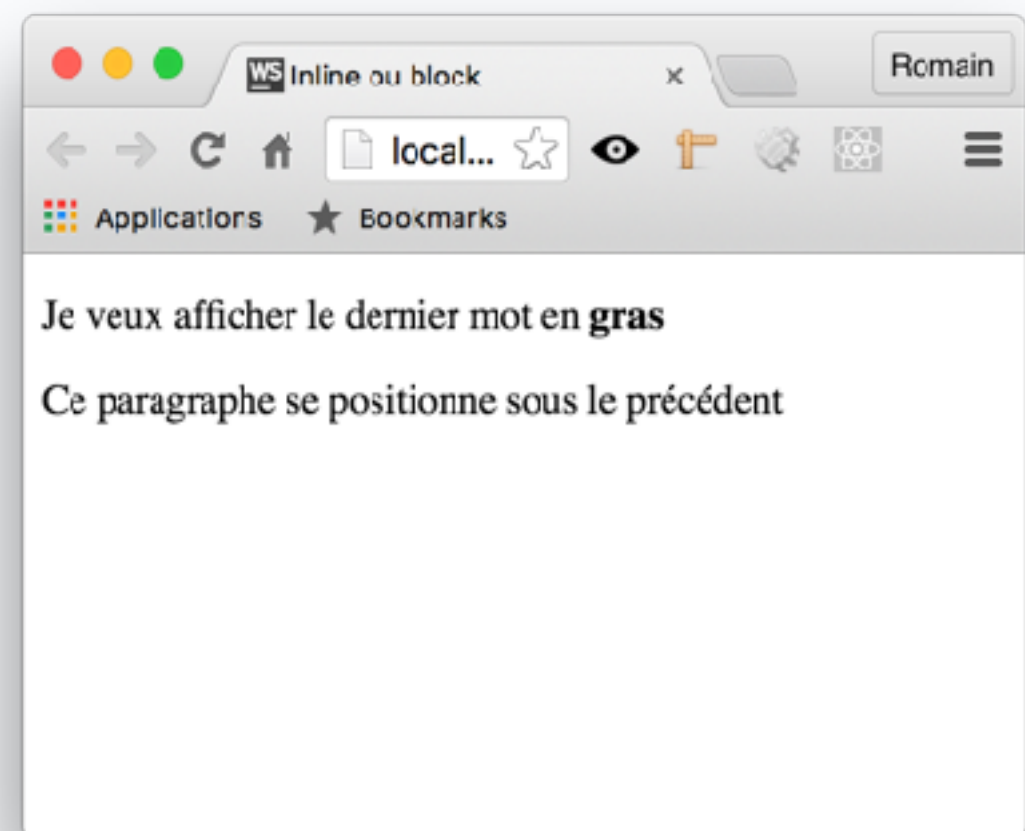 WS Inline ou block
Romain
local...
Applications Bookmarks
Je veux afficher le dernier mot en gras
Ce paragraphe se positionne sous le précédent